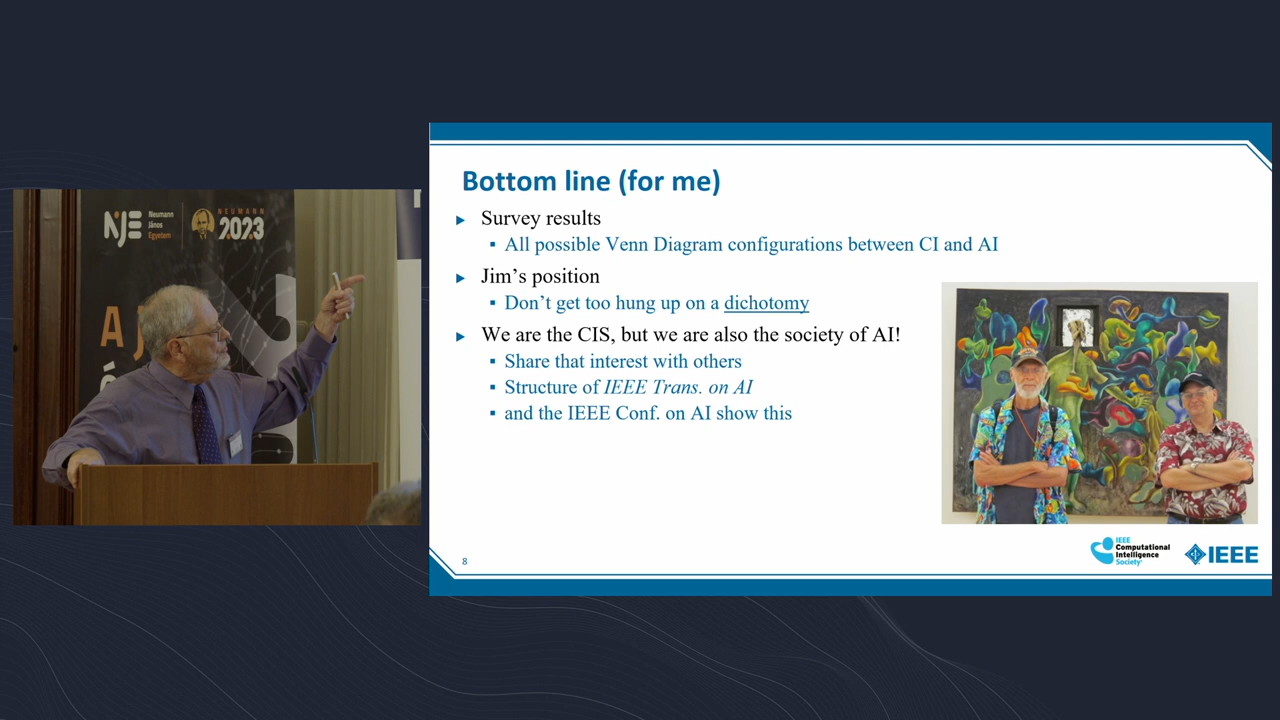 NJE
Neumann
János
Egyetem
NEUMANN
2023
A J
Bottom line (for me)
Survey results
All possible Venn Diagram configurations between CI and AI
Jim's position
Don't get too hung up on a dichotomy
We are the CIS, but we are also the society of AI!
Share that interest with others
Structure of IEEE Trans. on AI
and the IEEE Conf. on AI show this
8
IEEE
Computational
Intelligence
Society
IEEE